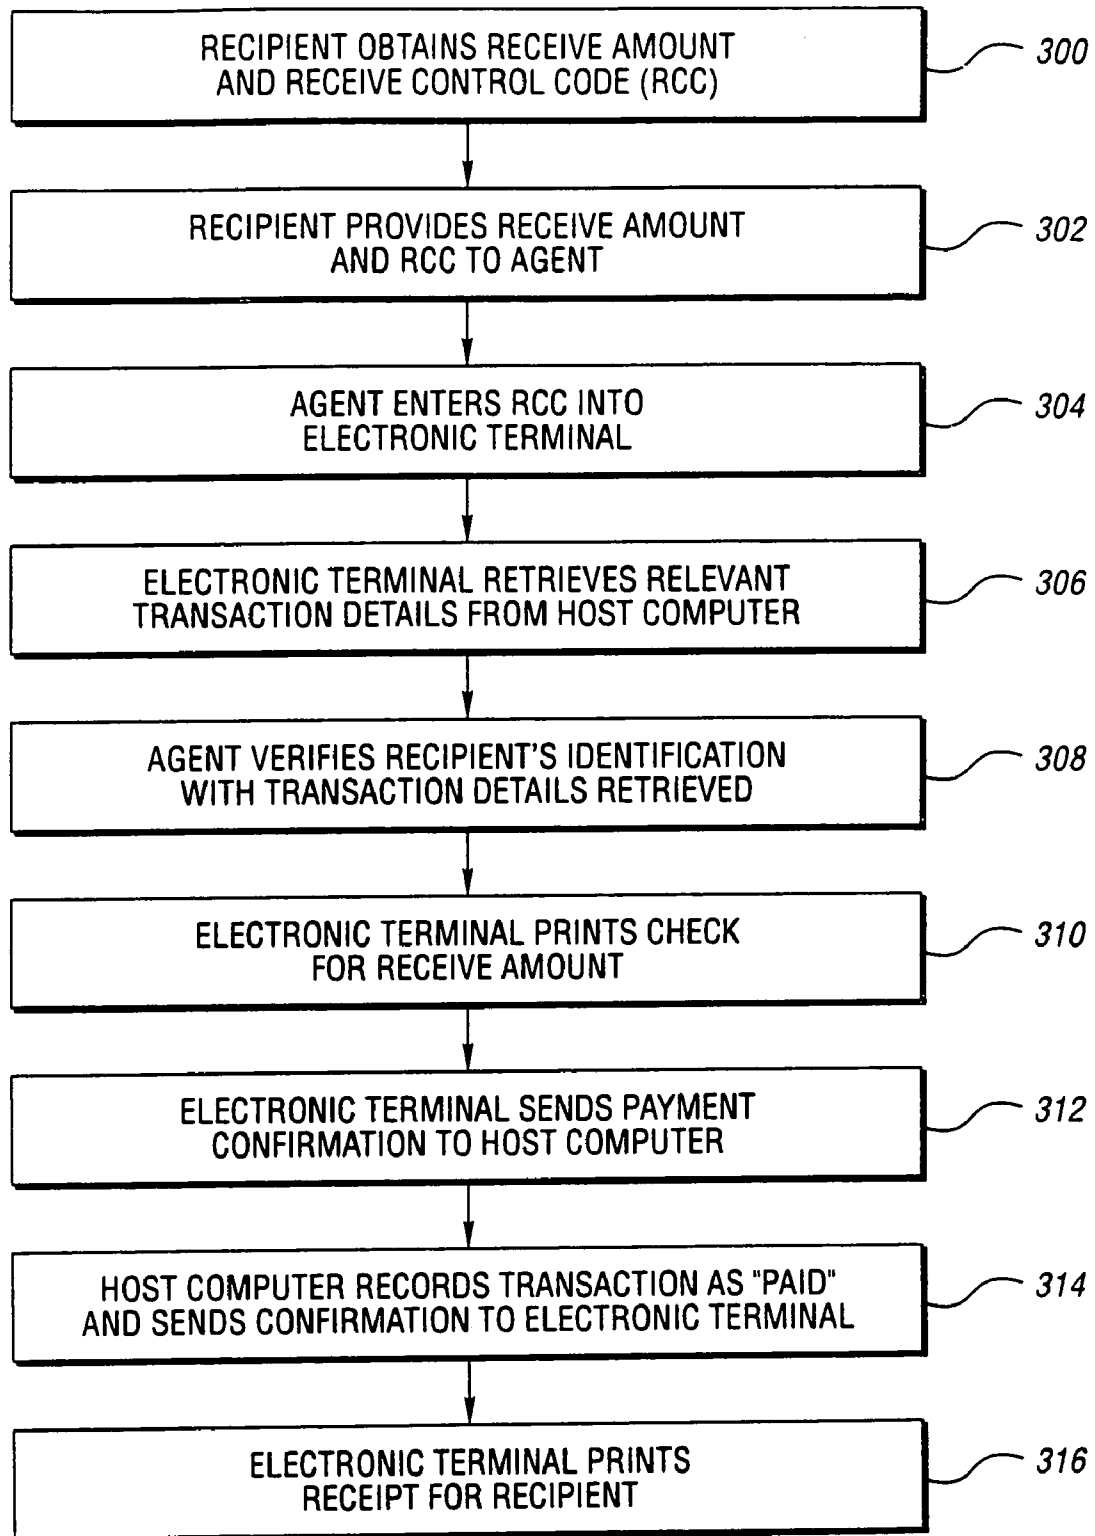 RECIPIENT OBTAINS RECEIVE AMOUNT
AND RECEIVE CONTROL CODE (RCC)
300
RECIPIENT PROVIDES RECEIVE AMOUNT
AND RCC TO AGENT
302
AGENT ENTERS RCC INTO
ELECTRONIC TERMINAL
304
ELECTRONIC TERMINAL RETRIEVES RELEVANT
TRANSACTION DETAILS FROM HOST COMPUTER
306
AGENT VERIFIES RECIPIENT'S IDENTIFICATION
WITH TRANSACTION DETAILS RETRIEVED
308
ELECTRONIC TERMINAL PRINTS CHECK
FOR RECEIVE AMOUNT
310
ELECTRONIC TERMINAL SENDS PAYMENT
CONFIRMATION TO HOST COMPUTER
312
HOST COMPUTER RECORDS TRANSACTION AS "PAID"
AND SENDS CONFIRMATION TO ELECTRONIC TERMINAL
314
ELECTRONIC TERMINAL PRINTS
RECEIPT FOR RECIPIENT
316